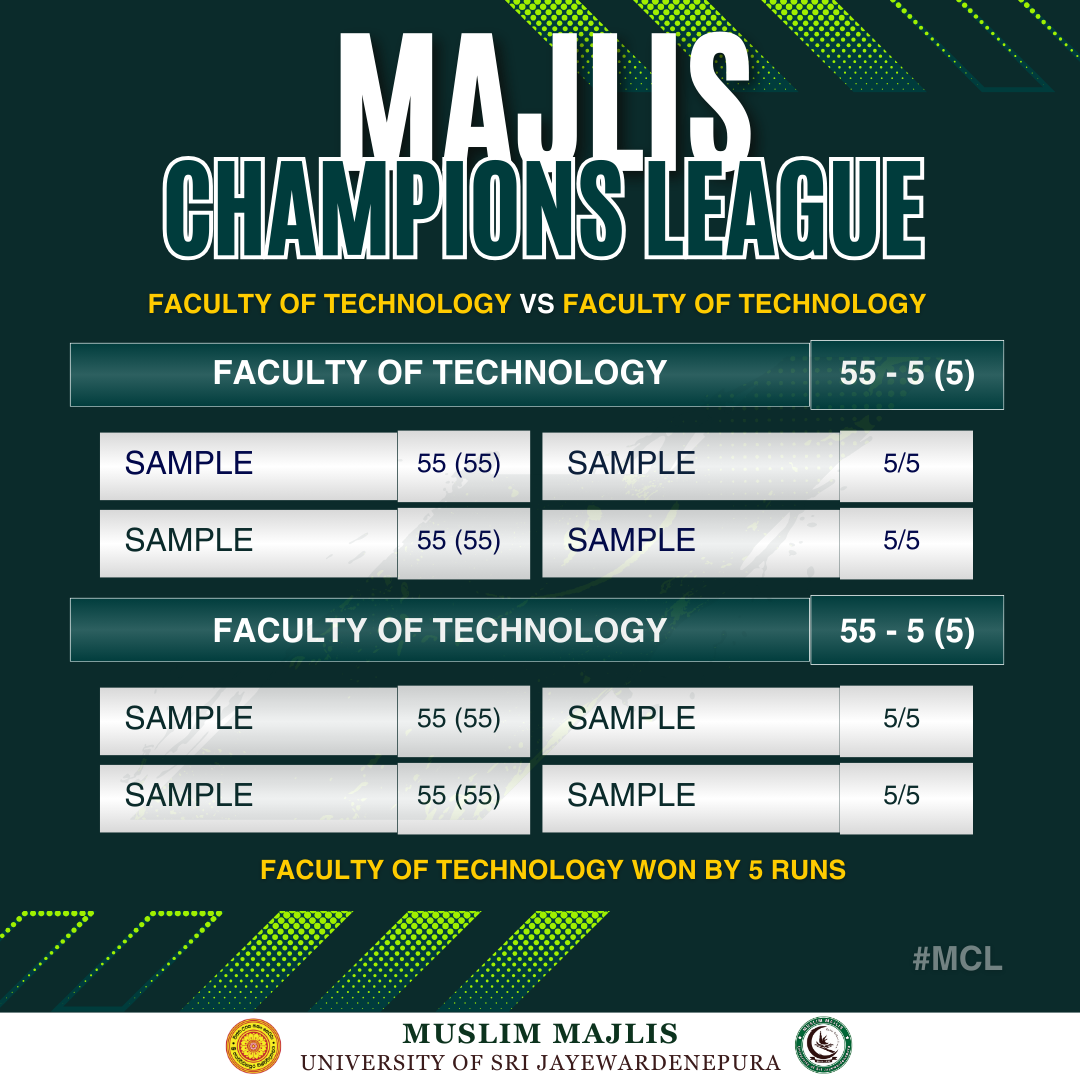 MAJLIS
CHAMPIONS LEAGUE
FACULTY OF TECHNOLOGY VS FACULTY OF TECHNOLOGY
FACULTY OF TECHNOLOGY 55 - 5 (5)
SAMPLE 55 (55) SAMPLE 5/5
SAMPLE 55 (55) SAMPLE 5/5
FACULTY OF TECHNOLOGY 55 - 5 (5)
SAMPLE 55 (55) SAMPLE 5/5
SAMPLE 55 (55) SAMPLE 5/5
FACULTY OF TECHNOLOGY WON BY 5 RUNS
#MCL
MUSLIM MAJLIS
UNIVERSITY OF SRI JAYEWARDENEPURA